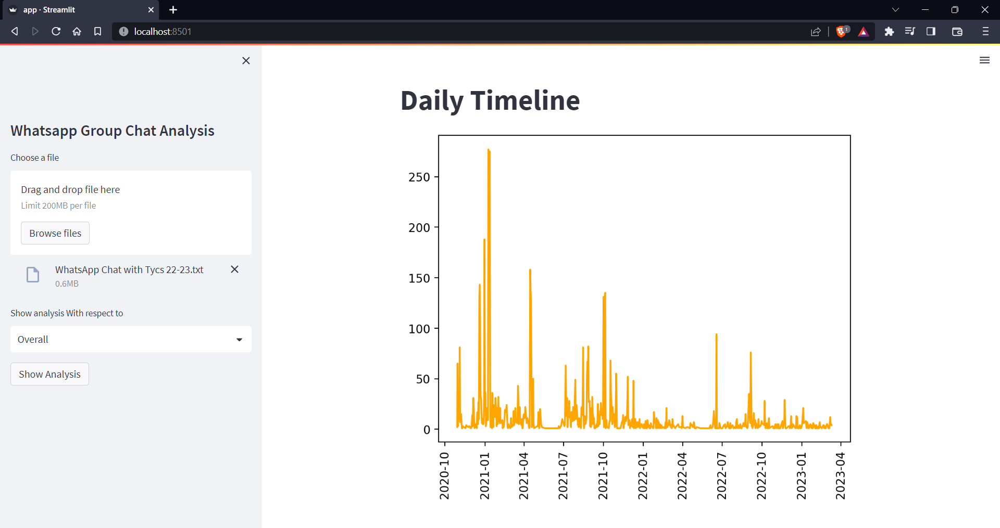 app · Streamlit
localhost:8501
1
Whatsapp Group Chat Analysis
Choose a file
Drag and drop file here
Limit 200MB per file
Browse files
WhatsApp Chat with Tycs 22-23.txt
0.6MB
Show analysis With respect to
Overall
Show Analysis
Daily Timeline
250
200
150
100
50
0
2020-10
2021-01
2021-04
2021-07
2021-10
2022-01
2022-04
2022-07
2022-10
2023-01
2023-04